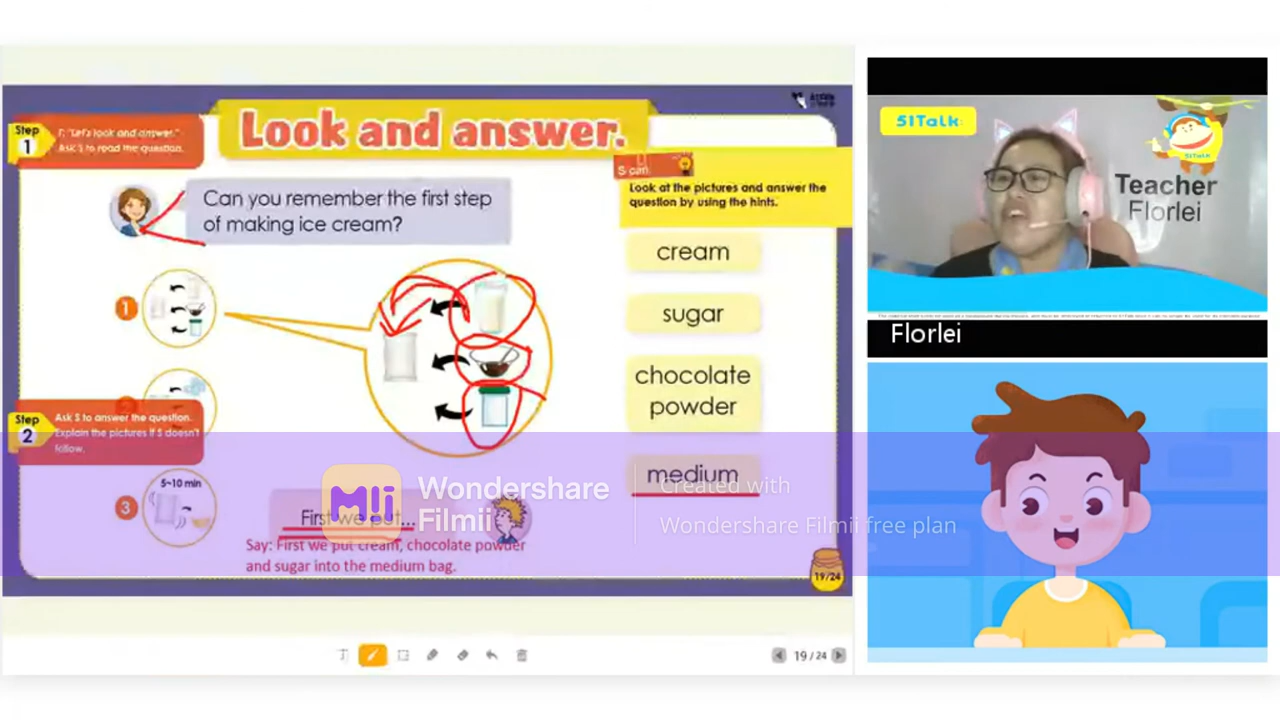 Look and answer.
Step
1
T: "Let's look and answer."
Ask S to read the question.
S can
Look at the pictures and answer the
question by using the hints.
Can you remember the first step
of making ice cream?
1
cream
sugar
chocolate
powder
medium
Step
2
Ask S to answer the question.
Explain the pictures if S doesn't
follow.
3
5~10 min
First we put...
Say: First we put cream, chocolate powder
and sugar into the medium bag.
19/24
19 / 24
Wondershare
Filmii
Created with
Wondershare Filmii free plan
51Talk
51Talk
Teacher
Florlei
Florlei